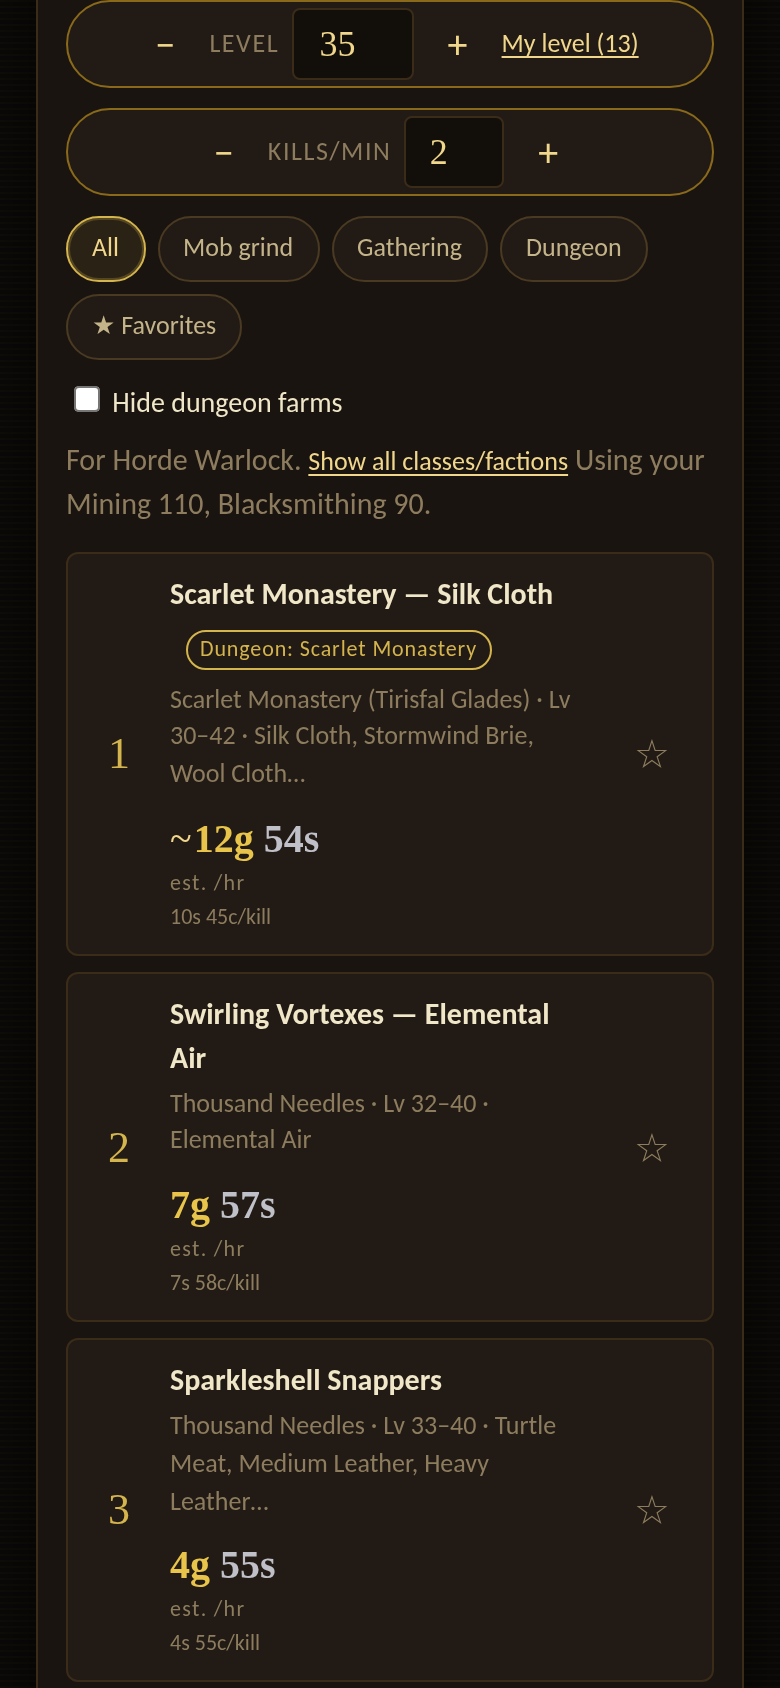 − LEVEL 35 + My level (13)
− KILLS/MIN 2 +
All Mob grind Gathering Dungeon
★ Favorites
Hide dungeon farms
For Horde Warlock. Show all classes/factions Using your
Mining 110, Blacksmithing 90.
Scarlet Monastery — Silk Cloth
Dungeon: Scarlet Monastery
Scarlet Monastery (Tirisfal Glades) · Lv
30–42 · Silk Cloth, Stormwind Brie,
Wool Cloth...
1
☆
~12g 54s
est. /hr
10s 45c/kill
Swirling Vortexes — Elemental
Air
Thousand Needles · Lv 32–40 ·
Elemental Air
2
☆
7g 57s
est. /hr
7s 58c/kill
Sparkleshell Snappers
Thousand Needles · Lv 33–40 · Turtle
Meat, Medium Leather, Heavy
Leather...
3
☆
4g 55s
est. /hr
4s 55c/kill